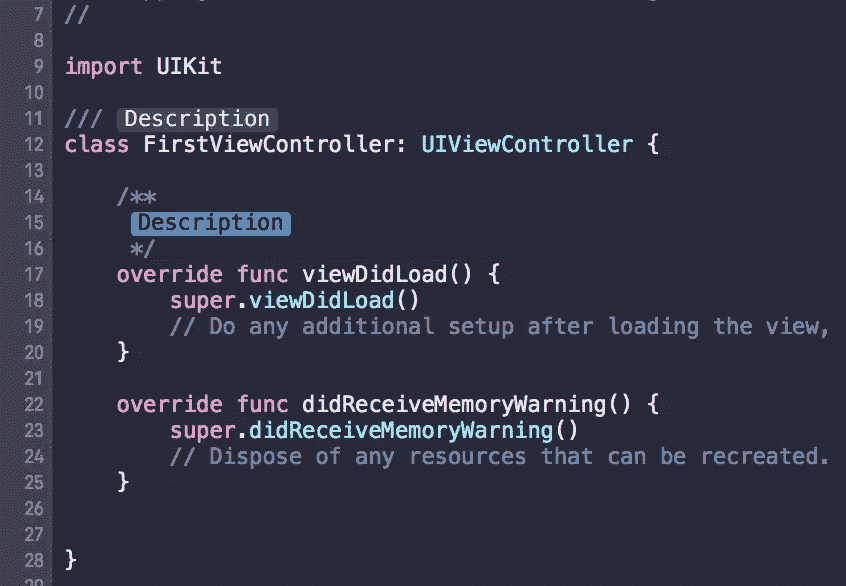 7 //
8
9 import UIKit
10
11 /// Description
12 class FirstViewController: UIViewController {
13
14 /**
15 Description
16 */
17 override func viewDidLoad() {
18 super.viewDidLoad()
19 // Do any additional setup after loading the view,
20 }
21
22 override func didReceiveMemoryWarning() {
23 super.didReceiveMemoryWarning()
24 // Dispose of any resources that can be recreated.
25 }
26
27
28 }